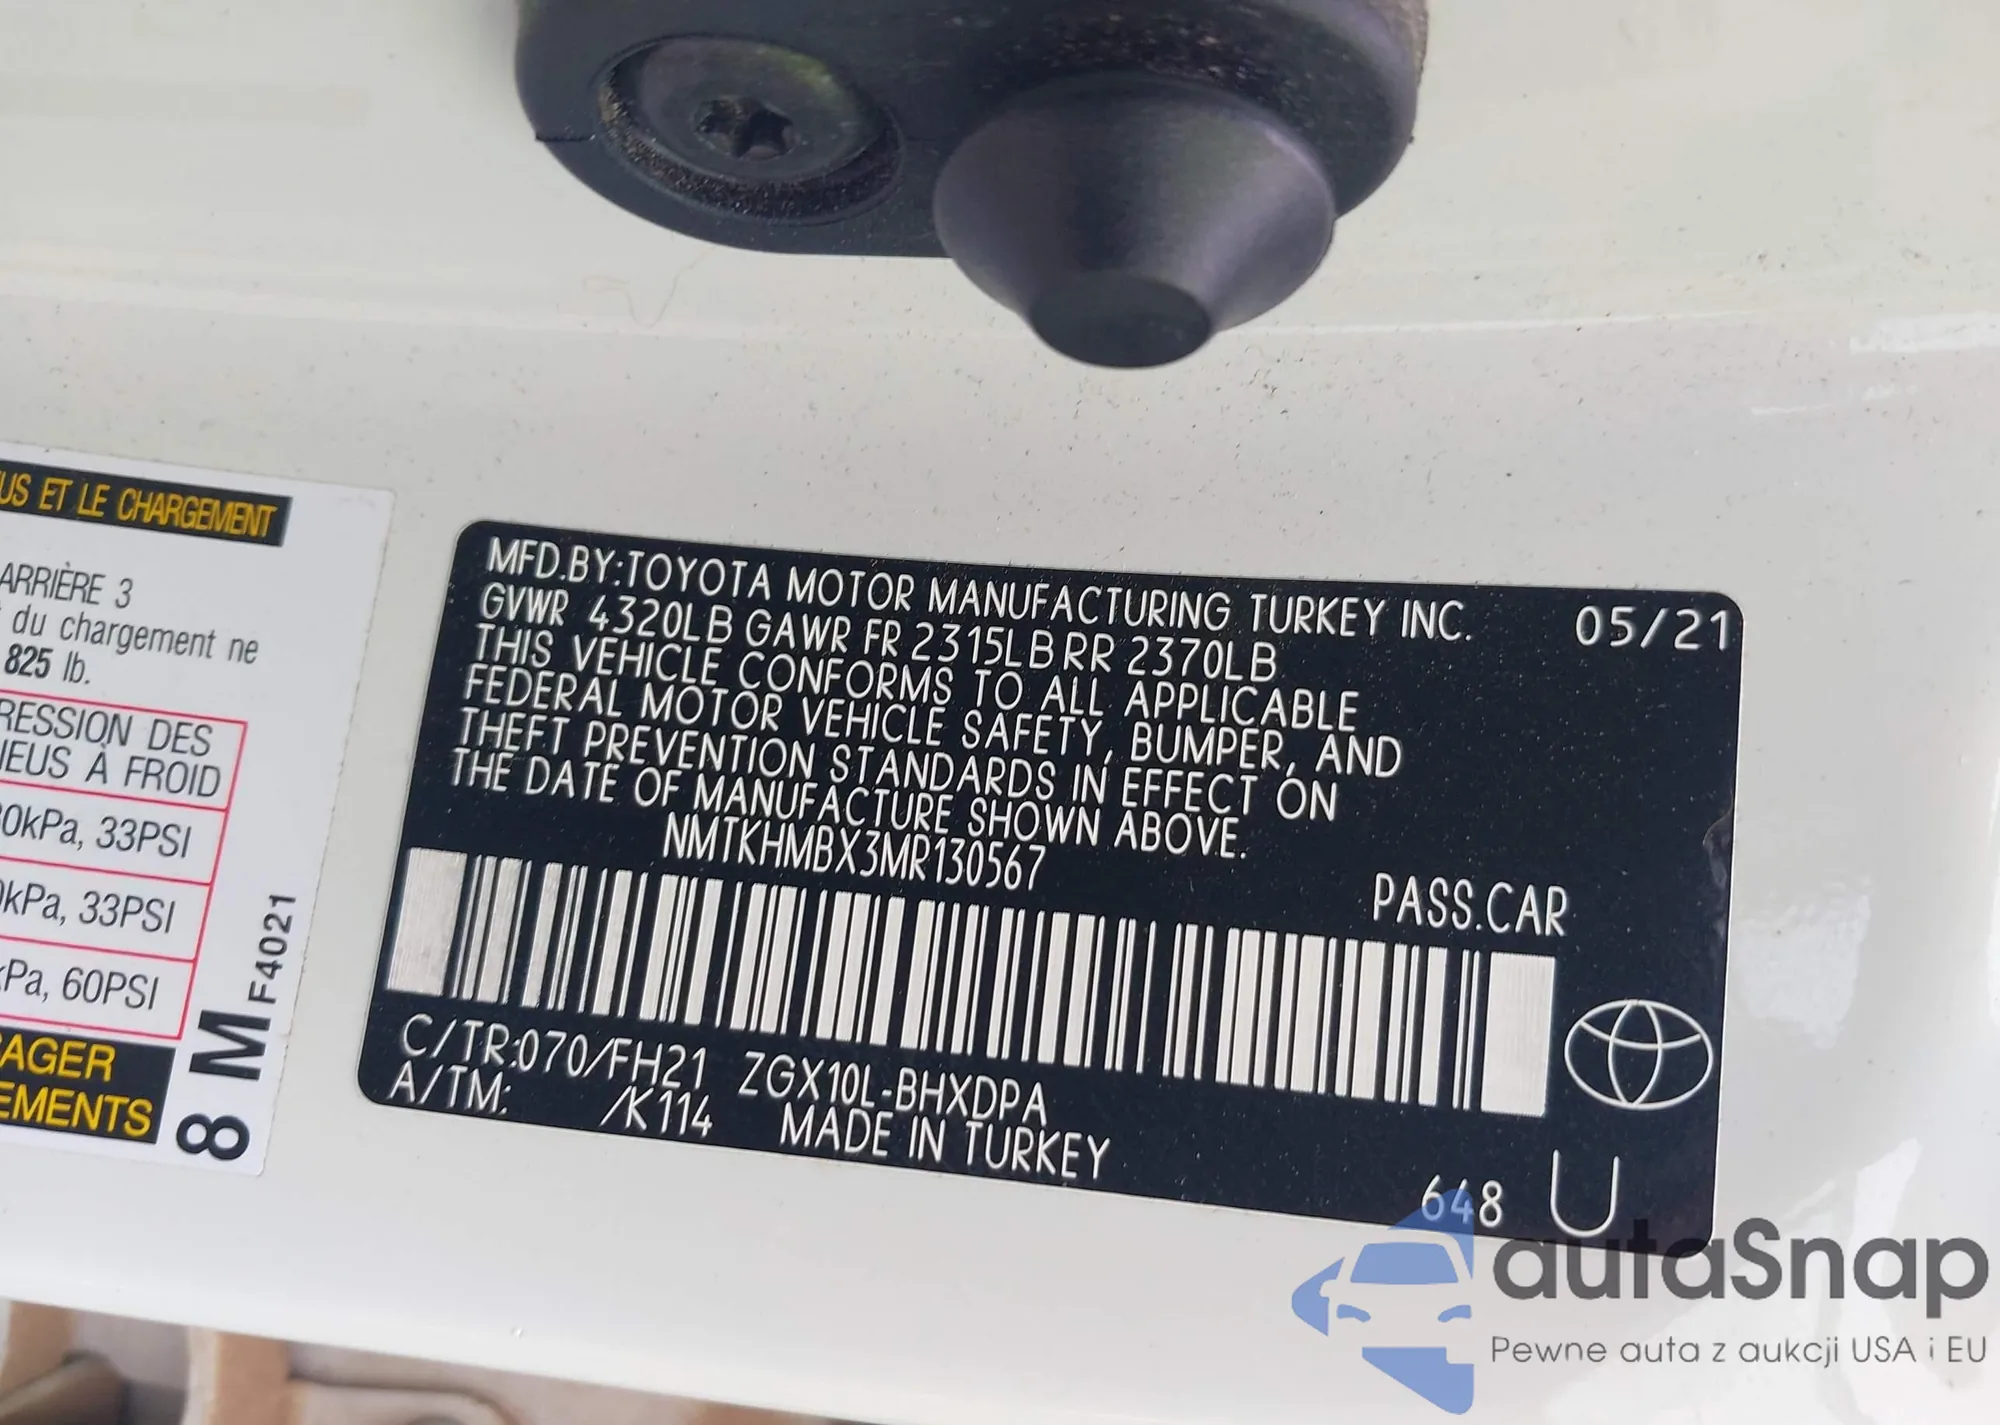 US ET LE CHARGEMENT
ARRIÈRE 3
du chargement ne
825 lb.
RESSION DES
IEUS À FROID
0kPa, 33PSI
kPa, 33PSI
kPa, 60PSI
AGER
EMENTS
8 M F4021
MFD.BY:TOYOTA MOTOR MANUFACTURING TURKEY INC. 05/21
GVWR 4320LB GAWR FR 2315LB RR 2370LB
THIS VEHICLE CONFORMS TO ALL APPLICABLE
FEDERAL MOTOR VEHICLE SAFETY, BUMPER, AND
THEFT PREVENTION STANDARDS IN EFFECT ON
THE DATE OF MANUFACTURE SHOWN ABOVE.
NMTKHMBX3MR130567
PASS.CAR
C/TR:070/FH21 ZGX10L-BHXDPA
A/TM: /K114 MADE IN TURKEY
648 U
autaSnap
Pewne auta z aukcji USA i EU